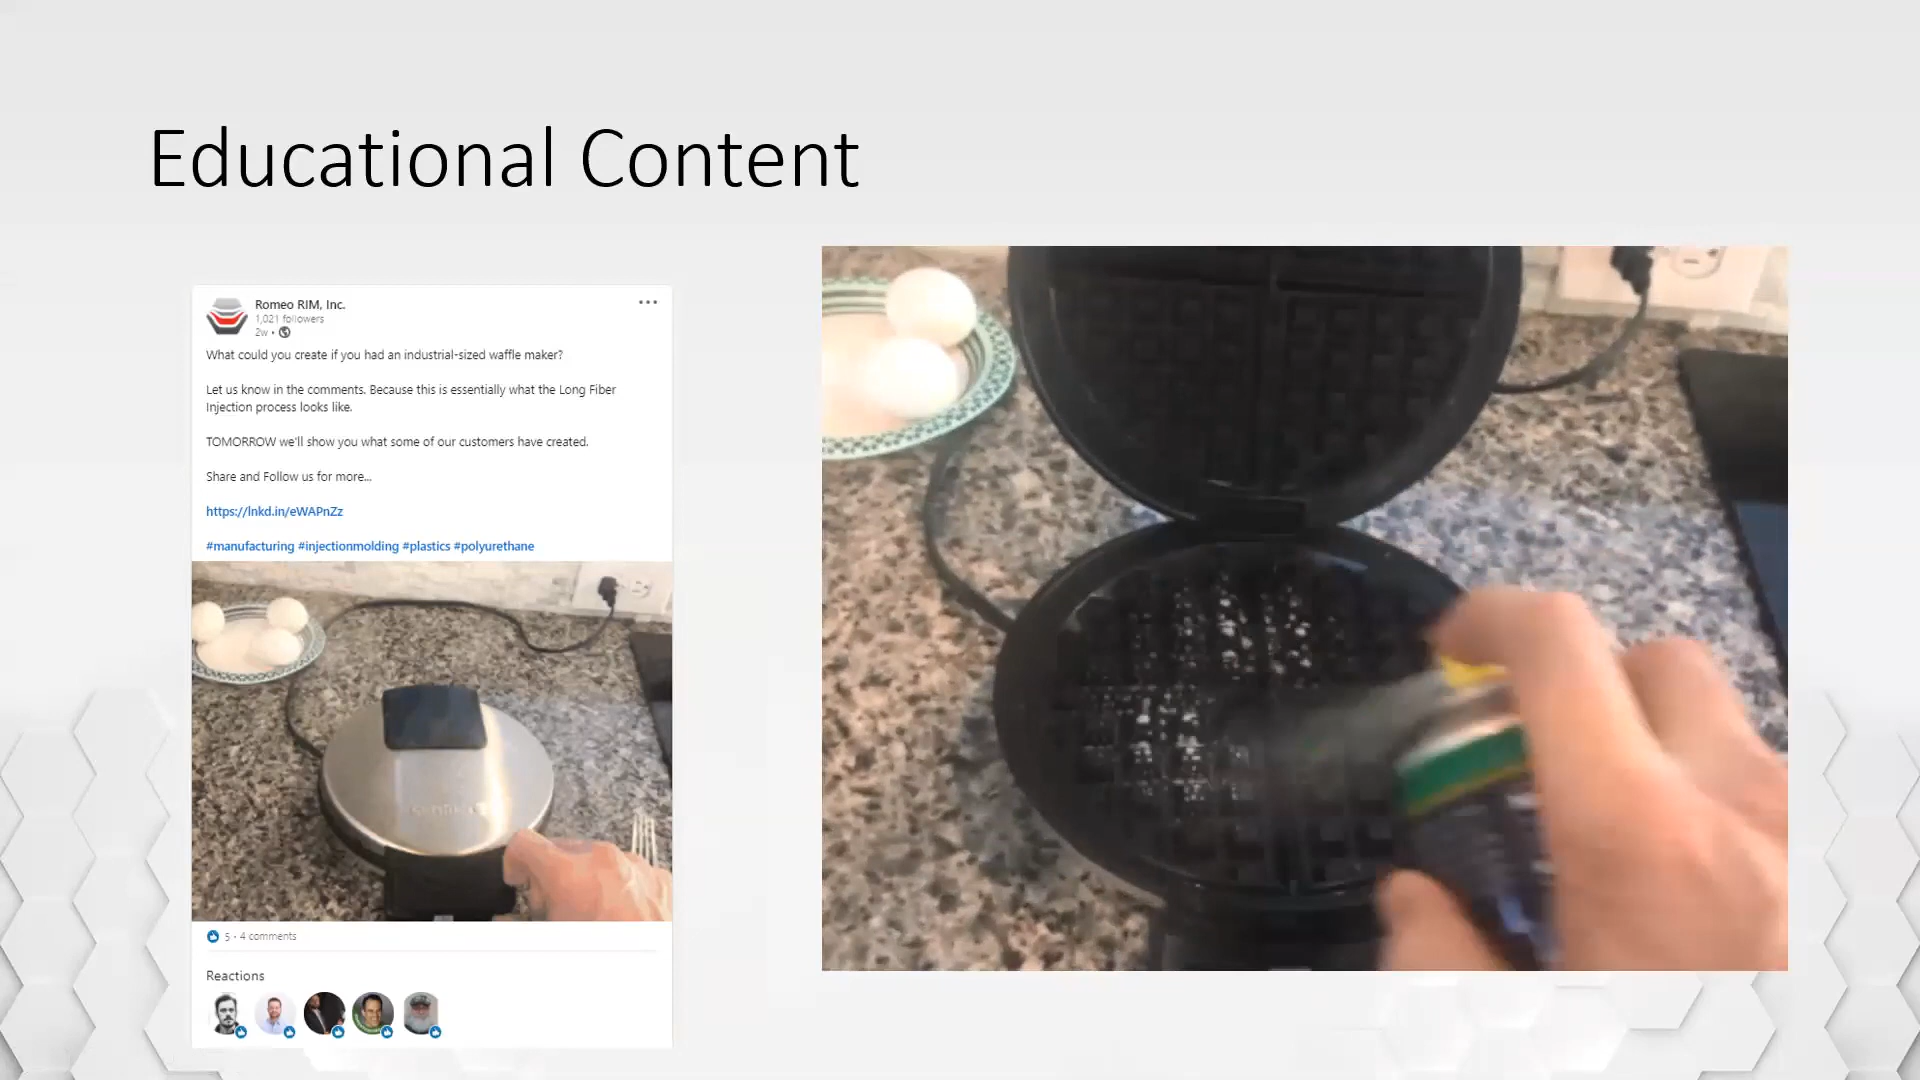 Educational Content
Romeo RIM, Inc.
1,021 followers
2w •
What could you create if you had an industrial-sized waffle maker?
Let us know in the comments. Because this is essentially what the Long Fiber
Injection process looks like.
TOMORROW we'll show you what some of our customers have created.
Share and Follow us for more...
https://lnkd.in/eWAPnZz
#manufacturing #injectionmolding #plastics #polyurethane
5 · 4 comments
Reactions